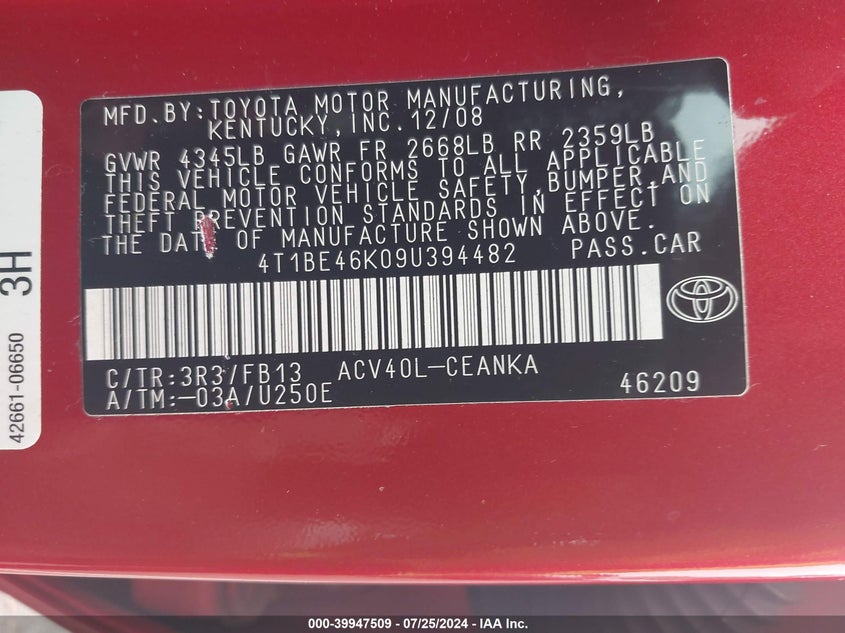 MFD.BY:TOYOTA MOTOR MANUFACTURING,
KENTUCKY,INC.12/08
GVWR 4345LB GAWR FR 2668LB RR 2359LB
THIS VEHICLE CONFORMS TO ALL APPLICABLE
FEDERAL MOTOR VEHICLE SAFETY,BUMPER,AND
THEFT PREVENTION STANDARDS IN EFFECT ON
THE DATE OF MANUFACTURE SHOWN ABOVE.
4T1BE46K09U394482 PASS.CAR
C/TR:3R3/FB13 ACV40L-CEANKA
A/TM:-03A/U250E 46209
42661-06650 3H
000-39947509 / 07/25/2024 - IAA Inc.